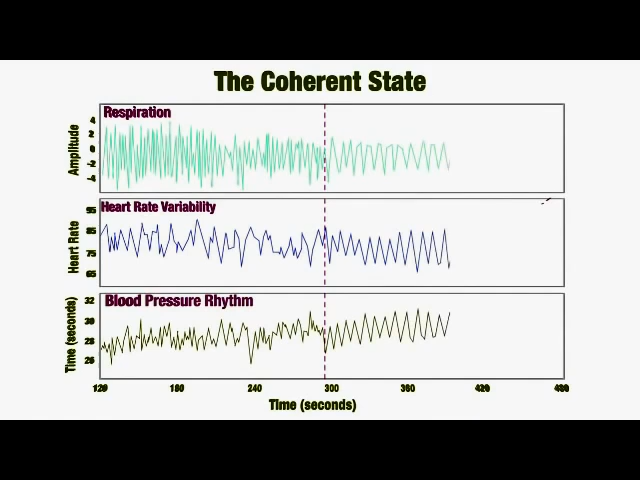 The Coherent State
Respiration
Amplitude
4
2
0
-2
-4
Heart Rate Variability
Heart Rate
95
85
75
65
Blood Pressure Rhythm
Time (seconds)
32
30
28
26
120 180 240 300 360 420 480
Time (seconds)